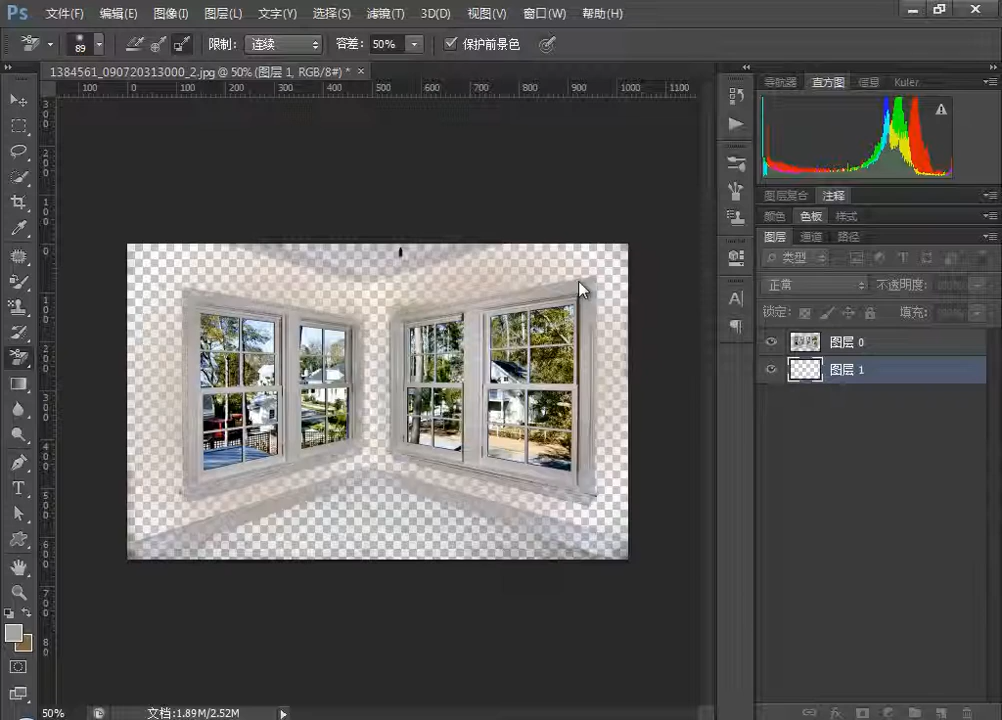 Ps 文件(F) 编辑(E) 图像(I) 图层(L) 文字(Y) 选择(S) 滤镜(T) 3D(D) 视图(V) 窗口(W) 帮助(H)
89 限制: 连续 容差: 50% 保护前景色
1384561_090720313000_2.jpg @ 50% (图层 1, RGB/8#) * ×
100 0 100 200 300 400 500 600 700 800 900 1000 1100
导航器 直方图 信息 Kuler
图层复合 注释
颜色 色板 样式
图层 通道 路径
类型
正常 不透明度:
锁定: 填充:
图层 0
图层 1
50% 文档:1.89M/2.52M